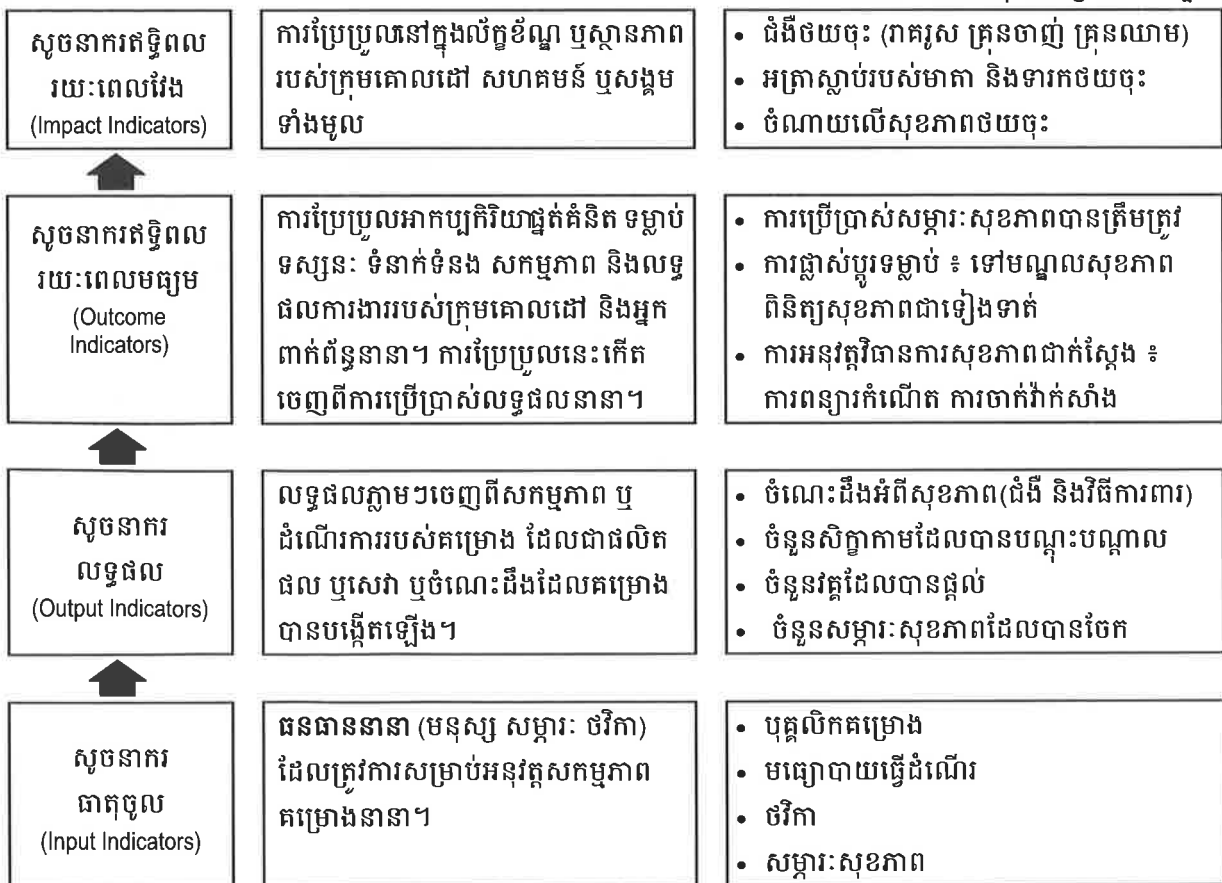 សូចនាករឥទ្ធិពល
រយៈពេលវែង
(Impact Indicators)
ការប្រែប្រួលនៅក្នុងល័ក្ខខ័ណ្ឌ ឬស្ថានភាព
របស់ក្រុមគោលដៅ សហគមន៍ ឬសង្គម
ទាំងមូល
• ជំងឺថយចុះ (រាគរូស គ្រុនចាញ់ គ្រុនឈាម)
• អត្រាស្លាប់របស់មាតា និងទារកថយចុះ
• ចំណាយលើសុខភាពថយចុះ
សូចនាករឥទ្ធិពល
រយៈពេលមធ្យម
(Outcome
Indicators)
ការប្រែប្រួលអាកប្បកិរិយាផ្នត់គំនិត ទម្លាប់
ទស្សនៈ ទំនាក់ទំនង សកម្មភាព និងលទ្ធ
ផលការងាររបស់ក្រុមគោលដៅ និងអ្នក
ពាក់ព័ន្ធនានា។ ការប្រែប្រួលនេះកើត
ចេញពីការប្រើប្រាស់លទ្ធផលនានា។
• ការប្រើប្រាស់សម្ភារៈសុខភាពបានត្រឹមត្រូវ
• ការផ្លាស់ប្តូរទម្លាប់ ៖ ទៅមណ្ឌលសុខភាព
ពិនិត្យសុខភាពជាទៀងទាត់
• ការអនុវត្តវិធានការសុខភាពជាក់ស្តែង ៖
ការពន្យារកំណើត ការចាក់វ៉ាក់សាំង
សូចនាករ
លទ្ធផល
(Output Indicators)
លទ្ធផលភ្លាមៗចេញពីសកម្មភាព ឬ
ដំណើរការរបស់គម្រោង ដែលជាផលិត
ផល ឬសេវា ឬចំណេះដឹងដែលគម្រោង
បានបង្កើតឡើង។
• ចំណេះដឹងអំពីសុខភាព(ជំងឺ និងវិធីការពារ)
• ចំនួនសិក្ខាកាមដែលបានបណ្តុះបណ្តាល
• ចំនួនវគ្គដែលបានផ្តល់
• ចំនួនសម្ភារៈសុខភាពដែលបានចែក
សូចនាករ
ធាតុចូល
(Input Indicators)
ធនធាននានា (មនុស្ស សម្ភារៈ ថវិកា)
ដែលត្រូវការសម្រាប់អនុវត្តសកម្មភាព
គម្រោងនានា។
• បុគ្គលិកគម្រោង
• មធ្យោបាយធ្វើដំណើរ
• ថវិកា
• សម្ភារៈសុខភាព